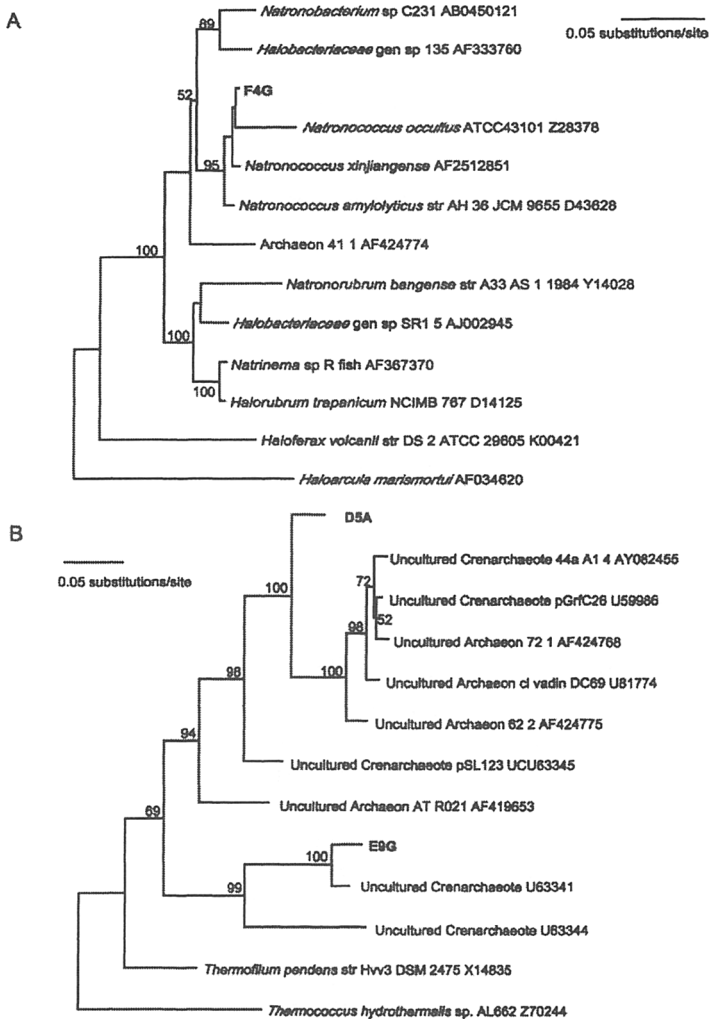 A
Natronobacterium sp C231 AB0450121
89
0.05 substitutions/site
Halobacteriaceae gen sp 135 AF333760
52
F4G
Natronococcus occultus ATCC43101 Z28378
95
Natronococcus xinjiangense AF2512851
Natronococcus amylolyticus str AH 36 JCM 9655 D43628
100
Archaeon 41 1 AF424774
Natronorubrum bangense str A33 AS 1 1984 Y14028
100
Halobacteriaceae gen sp SR1 5 AJ002945
Natrinema sp R fish AF367370
100
Halorubrum trapanicum NCIMB 767 D14125
Haloferax volcanii str DS 2 ATCC 29605 K00421
Haloarcula marismortui AF034620
B
D5A
0.05 substitutions/site
Uncultured Crenarchaeote 44a A1 4 AY082455
100
72
Uncultured Crenarchaeote pGrfC26 U59986
52
98
Uncultured Archaeon 72 1 AF424768
98
100
Uncultured Archaeon cl vadin DC69 U81774
Uncultured Archaeon 62 2 AF424775
94
Uncultured Crenarchaeote pSL123 UCU63345
69
Uncultured Archaeon AT R021 AF419653
E9G
100
Uncultured Crenarchaeote U63341
99
Uncultured Crenarchaeote U63344
Thermofilum pendens str Hvv3 DSM 2475 X14835
Thermococcus hydrothermalis sp. AL662 Z70244